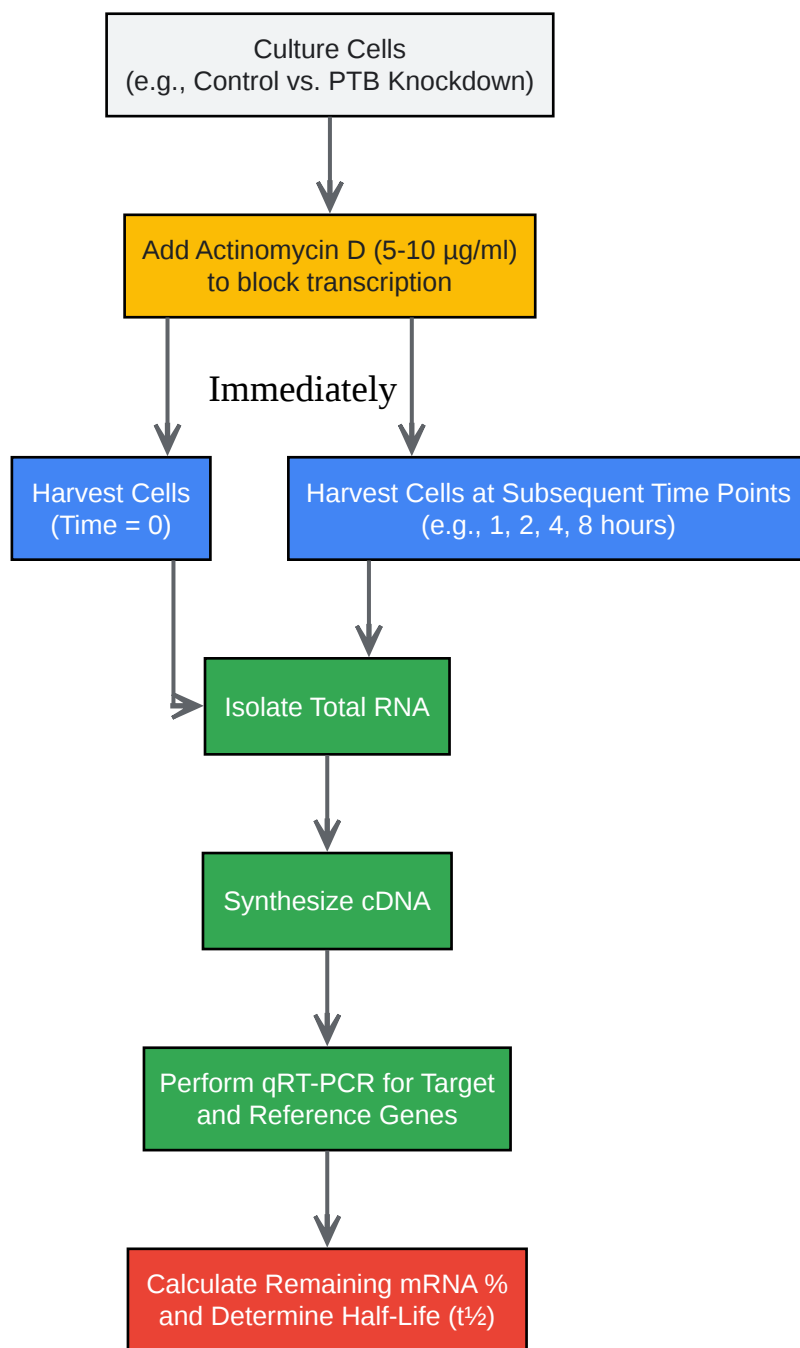 Culture Cells
(e.g., Control vs. PTB Knockdown)
Add Actinomycin D (5-10 µg/ml)
to block transcription
Immediately
Harvest Cells
(Time = 0)
Harvest Cells at Subsequent Time Points
(e.g., 1, 2, 4, 8 hours)
Isolate Total RNA
Synthesize cDNA
Perform qRT-PCR for Target
and Reference Genes
Calculate Remaining mRNA %
and Determine Half-Life (t½)